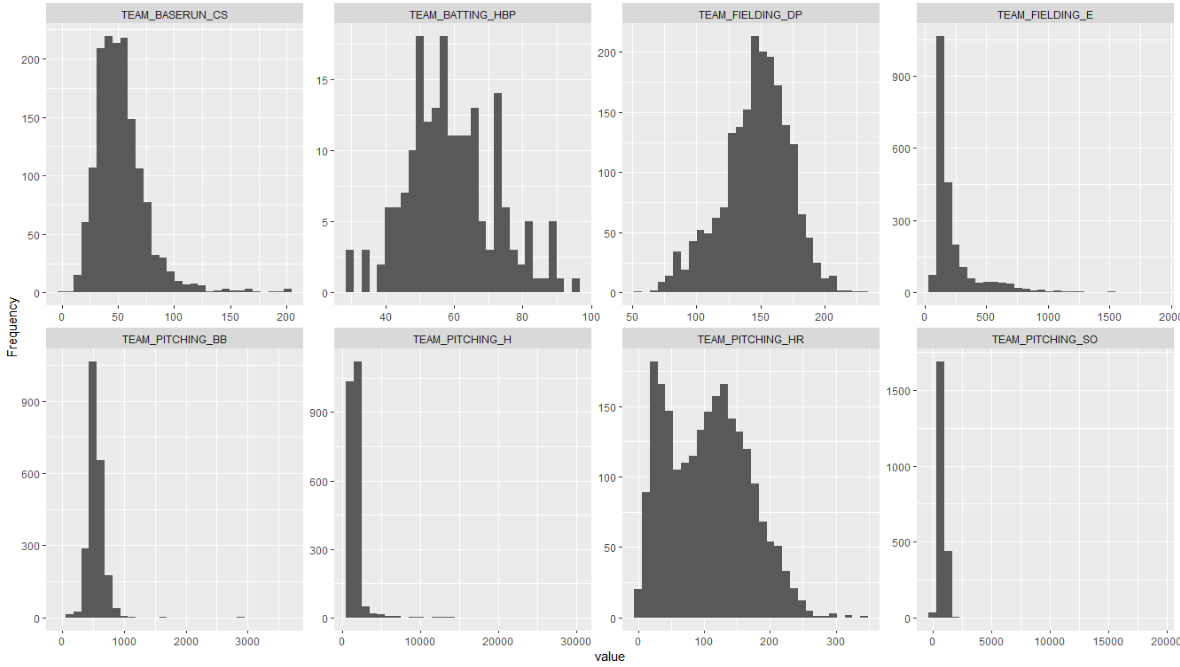 TEAM_BASERUN_CS TEAM_BATTING_HBP TEAM_FIELDING_DP TEAM_FIELDING_E
200
150
100
50
0
0 50 100 150 200
15
10
5
0
40 60 80 100
200
150
100
50
0
50 100 150 200
900
600
300
0
0 500 1000 1500 2000
Frequency
TEAM_PITCHING_BB TEAM_PITCHING_H TEAM_PITCHING_HR TEAM_PITCHING_SO
900
600
300
0
0 1000 2000 3000
900
600
300
0
0 10000 20000 30000
150
100
50
0
0 100 200 300
1500
1000
500
0
0 5000 10000 15000 20000
value